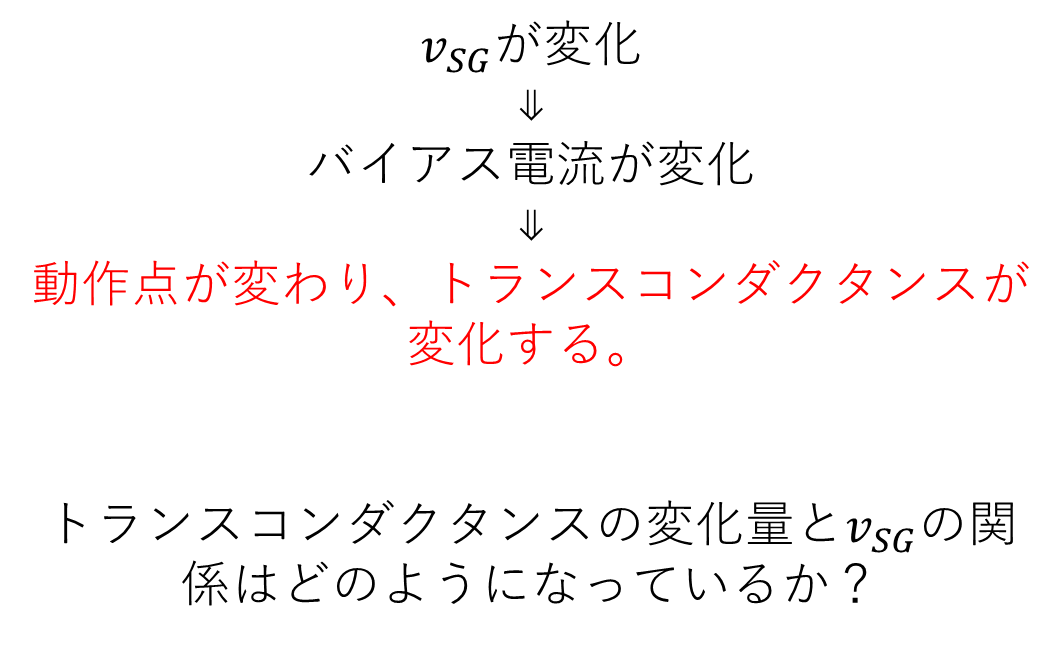 v_SGが変化
⇓
バイアス電流が変化
⇓
動作点が変わり、トランスコンダクタンスが
変化する。
トランスコンダクタンスの変化量とv_SGの関
係はどのようになっているか？